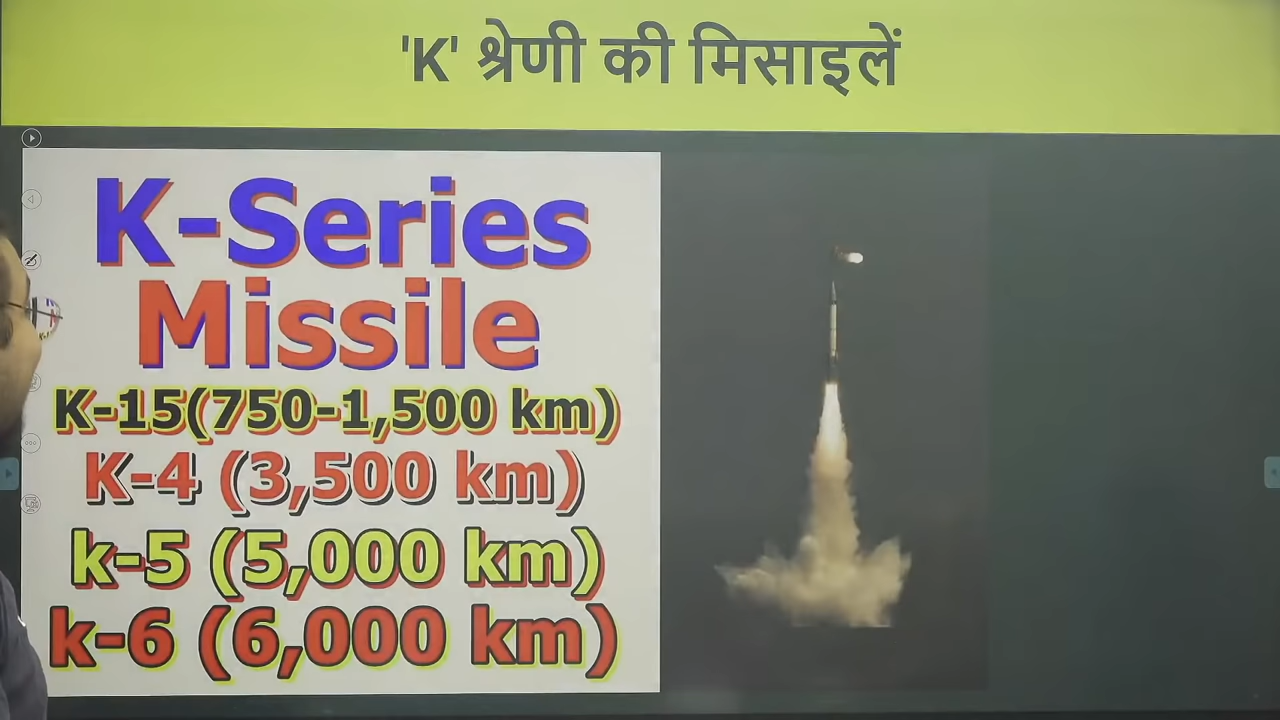 'K' श्रेणी की मिसाइलें
K-Series
Missile
K-15(750-1,500 km)
K-4 (3,500 km)
k-5 (5,000 km)
k-6 (6,000 km)